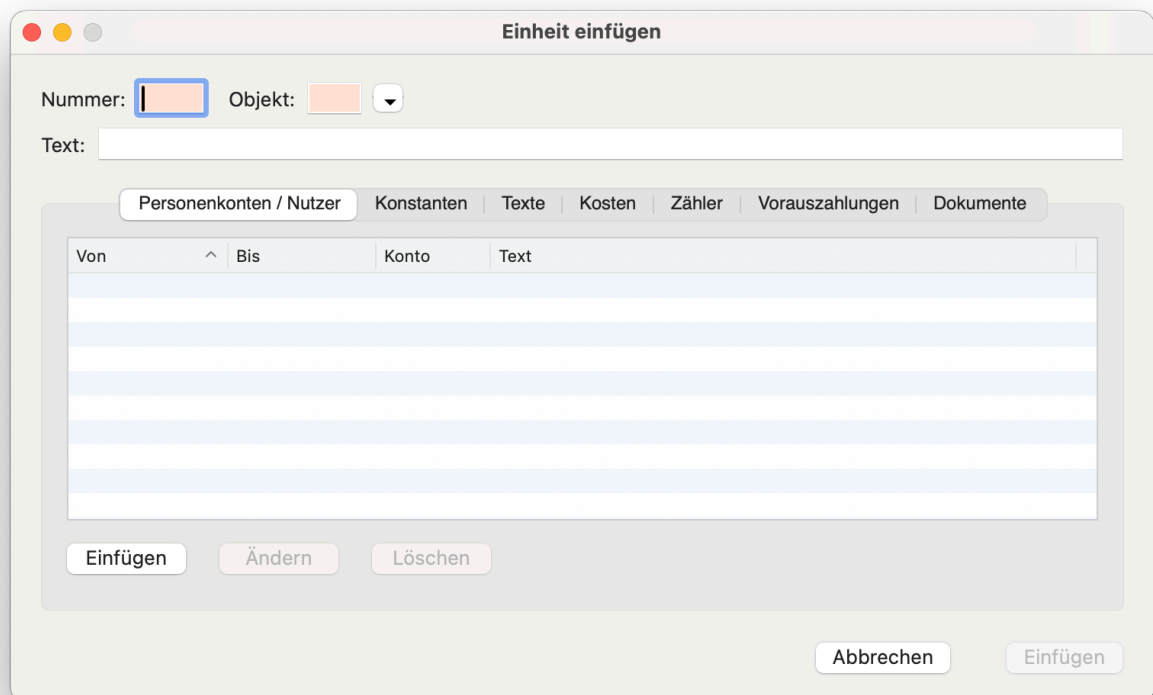 Einheit einfügen
Nummer: Objekt:
Text:
Personenkonten / Nutzer Konstanten Texte Kosten Zähler Vorauszahlungen Dokumente
Von Bis Konto Text
Einfügen Ändern Löschen
Abbrechen Einfügen